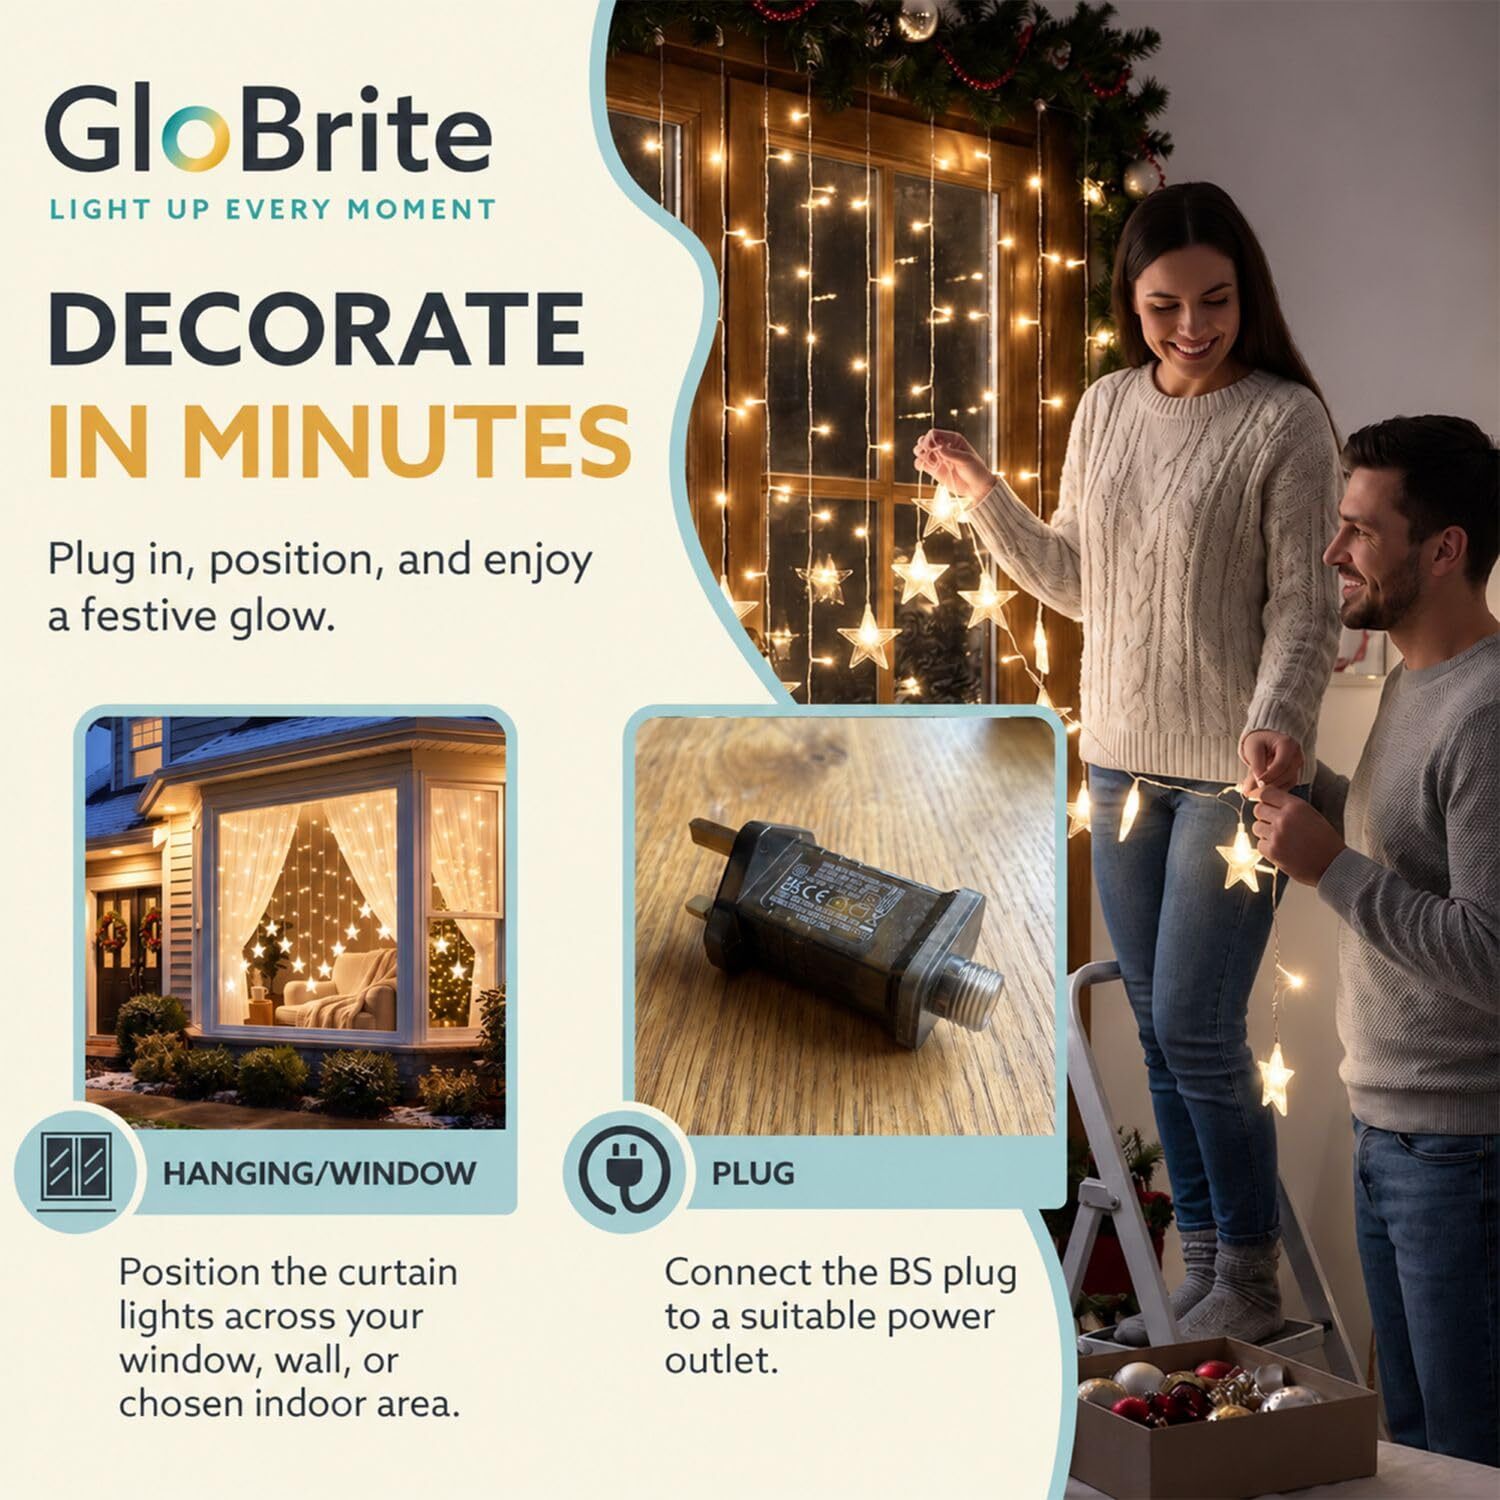 GloBrite
LIGHT UP EVERY MOMENT
DECORATE
IN MINUTES
Plug in, position, and enjoy
a festive glow.
HANGING/WINDOW
Position the curtain
lights across your
window, wall, or
chosen indoor area.
PLUG
Connect the BS plug
to a suitable power
outlet.